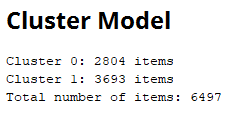 Cluster Model
Cluster 0: 2804 items
Cluster 1: 3693 items
Total number of items: 6497